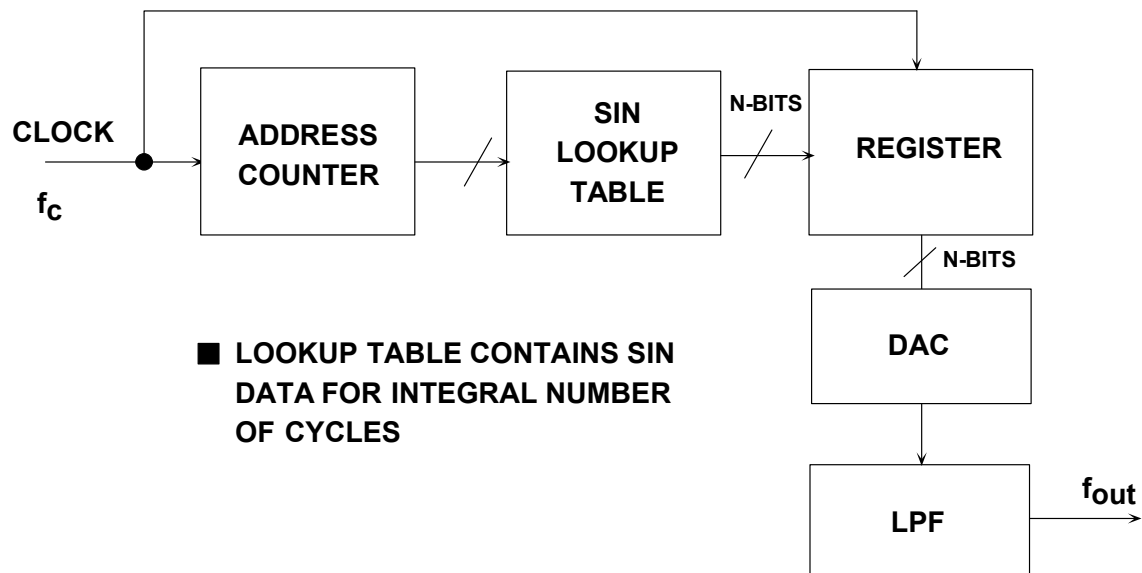 CLOCK
fc
ADDRESS
COUNTER
SIN
LOOKUP
TABLE
N-BITS
REGISTER
N-BITS
DAC
■ LOOKUP TABLE CONTAINS SIN
DATA FOR INTEGRAL NUMBER
OF CYCLES
LPF
fout